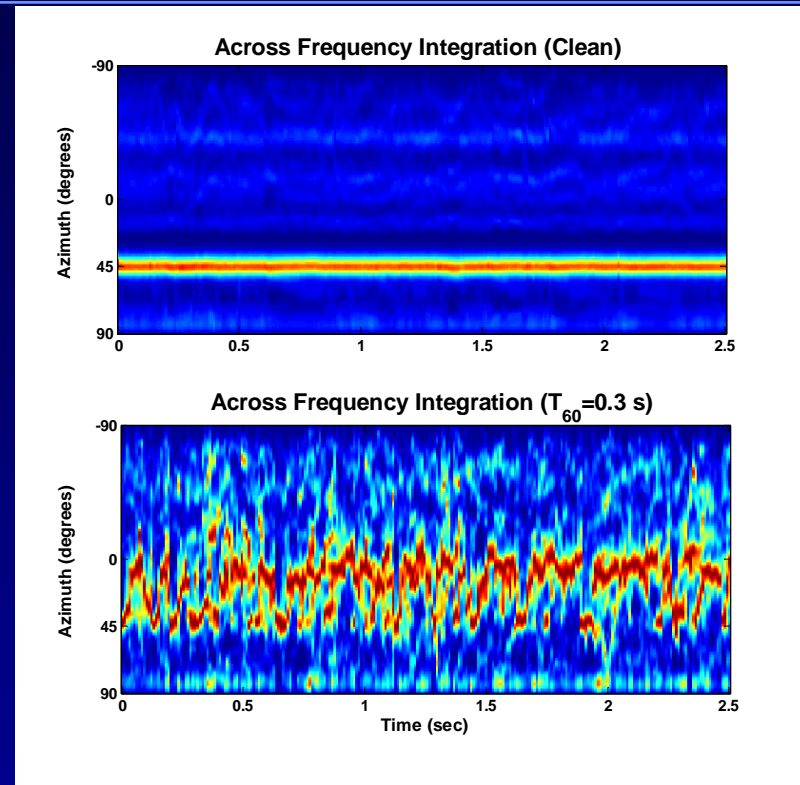 Across Frequency Integration (Clean)
-90
0
45
90
Azimuth (degrees)
0 0.5 1 1.5 2 2.5
Across Frequency Integration (T60=0.3 s)
-90
0
45
90
Azimuth (degrees)
0 0.5 1 1.5 2 2.5
Time (sec)